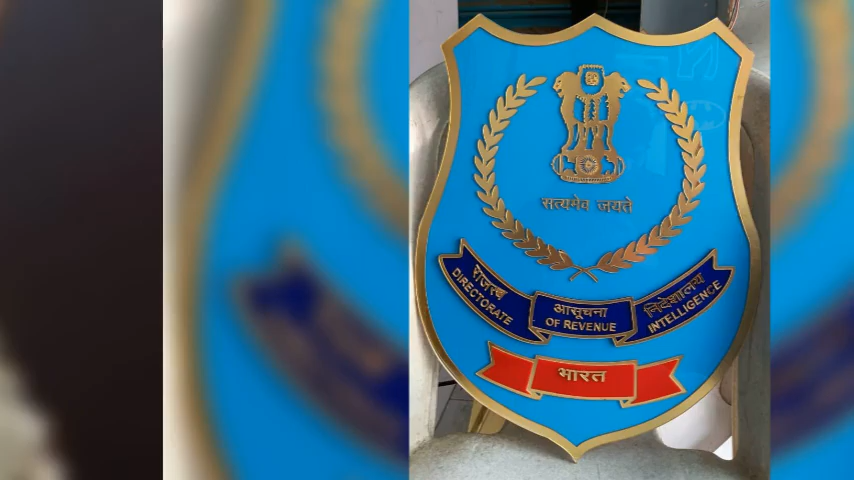 सत्यमेव जयते
राजस्व आसूचना निदेशालय
DIRECTORATE OF REVENUE INTELLIGENCE
भारत